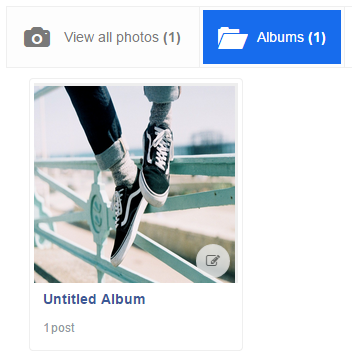 View all photos (1)
Albums (1)
Untitled Album
1 post